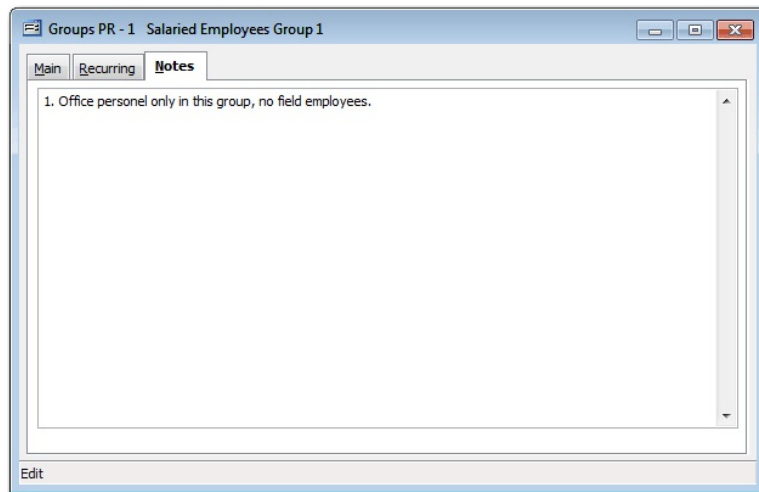 Groups PR - 1   Salaried Employees Group 1
Main Recurring Notes
1. Office personel only in this group, no field employees.
Edit